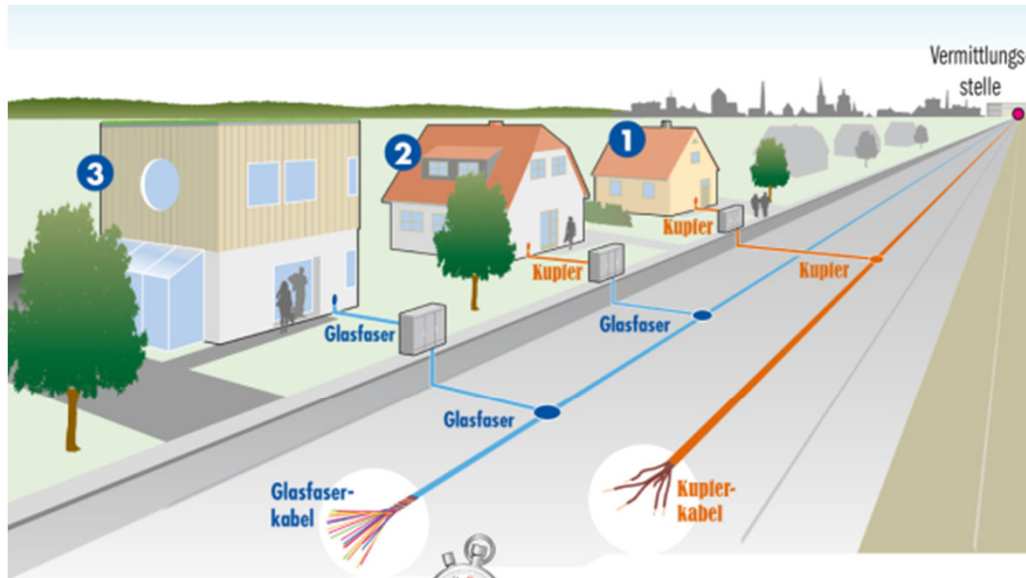 Vermittlungs-
stelle
1
2
3
Kupfer
Kupfer
Kupfer
Glasfaser
Glasfaser
Glasfaser
Glasfaser-
kabel
Kupfer-
kabel